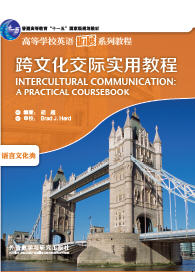 普通高等教育“十一五”国家级规划教材
高等学校英语拓展系列教程
跨文化交际实用教程
INTERCULTURAL COMMUNICATION:
A PRACTICAL COURSEBOOK
编著：
审校：Brad J. Herd
语言文化类
外语教学与研究出版社